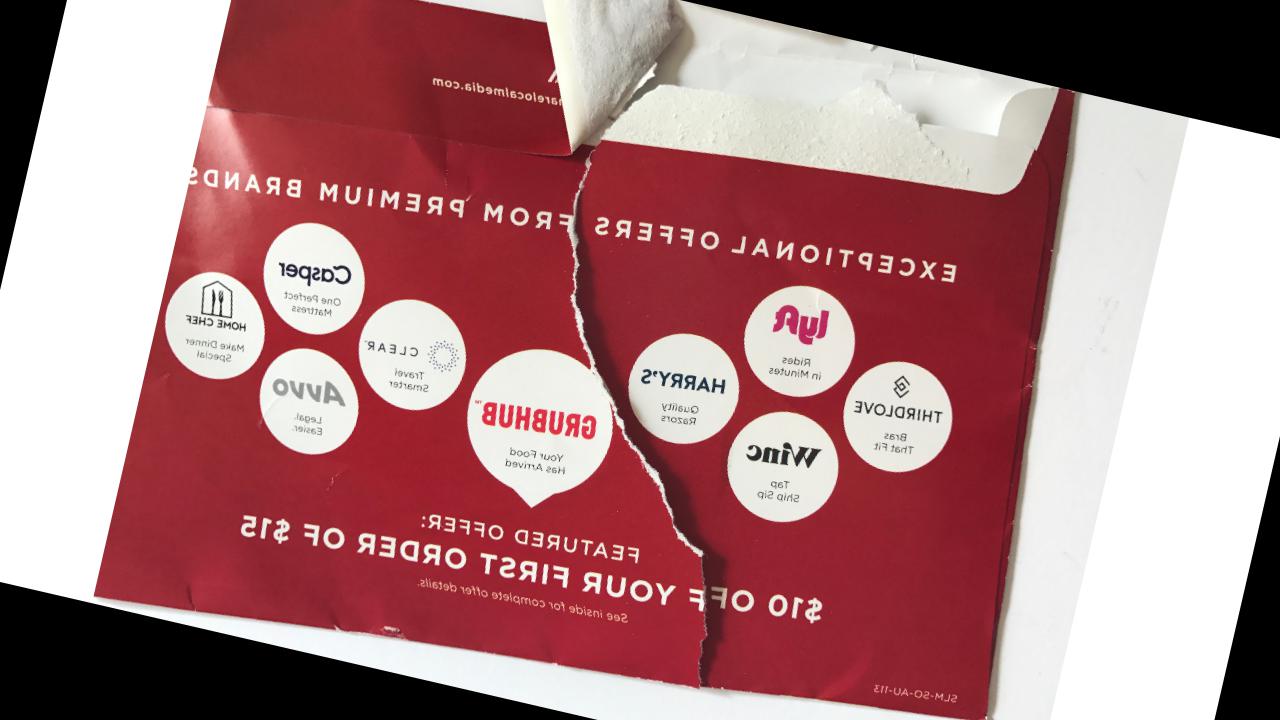 harelocalmedia.com
EXCEPTIONAL OFFERS FROM PREMIUM BRANDS
lyft
Rides
in Minutes
THIRDLOVE
Bras
That Fit
HARRY'S
Quality
Razors
Winc
Tap
Ship Sip
GRUBHUB™
Your Food
Has Arrived
CLEAR
Travel
Smarter
Casper
One Perfect
Mattress
Avvo
Legal.
Easier.
HOME CHEF
Make Dinner
Special
FEATURED OFFER:
$10 OFF YOUR FIRST ORDER OF $15
See inside for complete offer details.
SLM-SO-AU-113